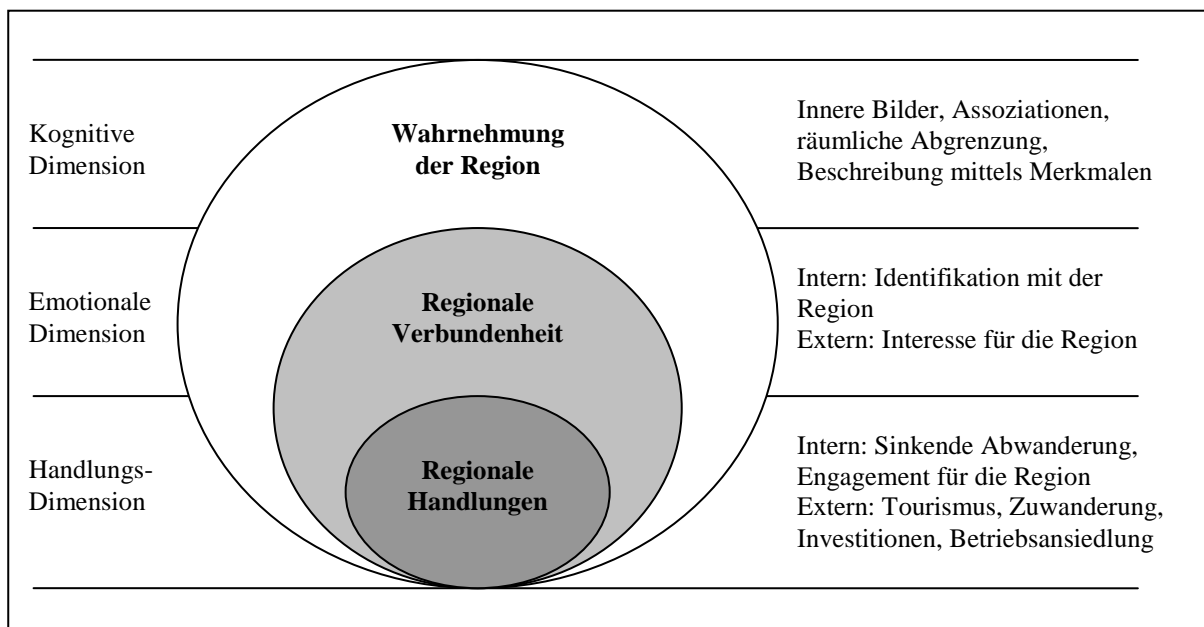 Kognitive
Dimension
Wahrnehmung
der Region
Innere Bilder, Assoziationen,
räumliche Abgrenzung,
Beschreibung mittels Merkmalen
Emotionale
Dimension
Regionale
Verbundenheit
Intern: Identifikation mit der
Region
Extern: Interesse für die Region
Handlungs-
Dimension
Regionale
Handlungen
Intern: Sinkende Abwanderung,
Engagement für die Region
Extern: Tourismus, Zuwanderung,
Investitionen, Betriebsansiedlung